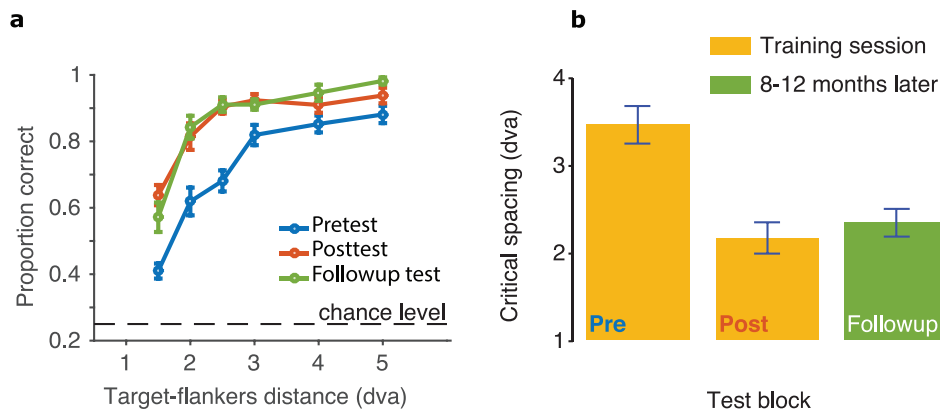 a
1
0.8
0.6
0.4
0.2
Proportion correct
Pretest
Posttest
Followup test
chance level
1 2 3 4 5
Target-flankers distance (dva)
b
Training session
8-12 months later
4
3
2
1
Critical spacing (dva)
Pre Post Followup
Test block